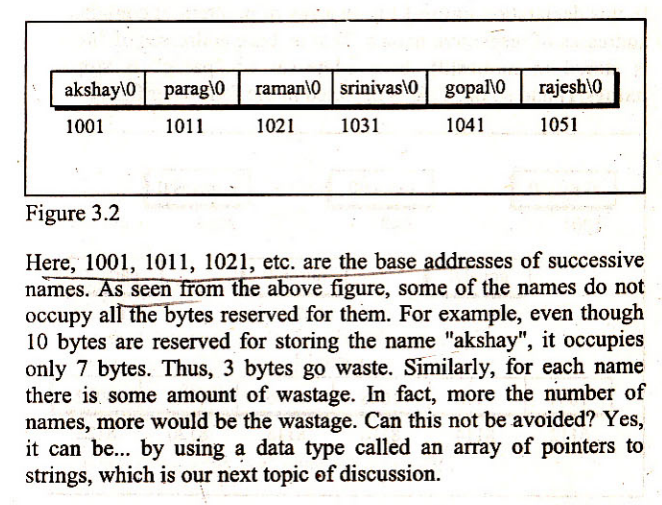 akshay\0 parag\0 raman\0 srinivas\0 gopal\0 rajesh\0
1001 1011 1021 1031 1041 1051
Figure 3.2
Here, 1001, 1011, 1021, etc. are the base addresses of successive
names. As seen from the above figure, some of the names do not
occupy all the bytes reserved for them. For example, even though
10 bytes are reserved for storing the name "akshay", it occupies
only 7 bytes. Thus, 3 bytes go waste. Similarly, for each name
there is some amount of wastage. In fact, more the number of
names, more would be the wastage. Can this not be avoided? Yes,
it can be... by using a data type called an array of pointers to
strings, which is our next topic of discussion.